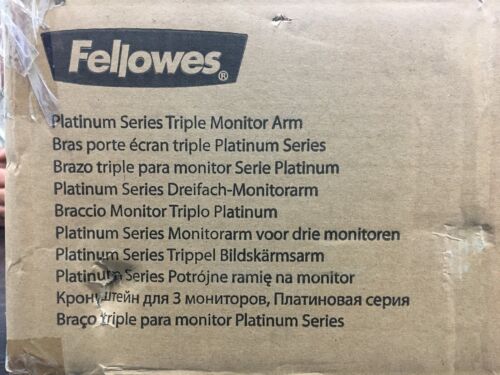 Fellowes®
Platinum Series Triple Monitor Arm
Bras porte écran triple Platinum Series
Brazo triple para monitor Serie Platinum
Platinum Series Dreifach-Monitorarm
Braccio Monitor Triplo Platinum
Platinum Series Monitorarm voor drie monitoren
Platinum Series Trippel Bildskärmsarm
Platinum Series Potrójne ramię na monitor
Кронштейн для 3 мониторов, Платиновая серия
Braço triple para monitor Platinum Series